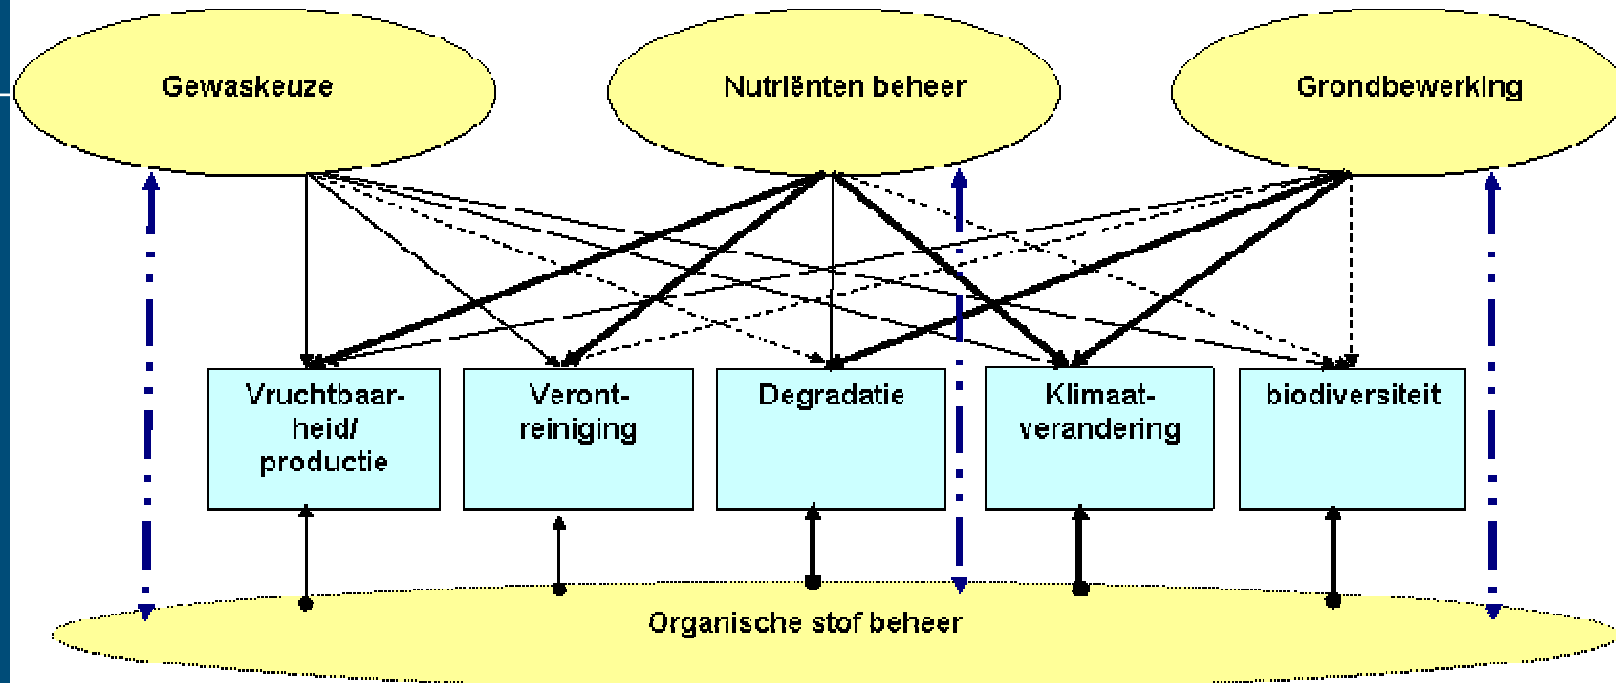 Gewaskeuze
Nutriënten beheer
Grondbewerking
Vruchtbaar-
heid/
productie
Veront-
reiniging
Degradatie
Klimaat-
verandering
biodiversiteit
Organische stof beheer